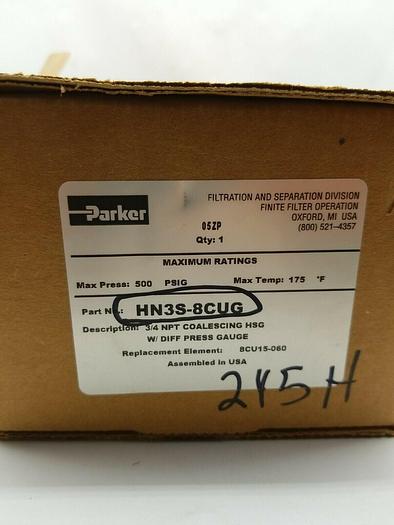 Parker
FILTRATION AND SEPARATION DIVISION
FINITE FILTER OPERATION
OXFORD, MI USA
(800) 521-4357
05ZP
Qty: 1
MAXIMUM RATINGS
Max Press: 500 PSIG Max Temp: 175 °F
Part No.: HN3S-8CUG
Description: 3/4 NPT COALESCING HSG
W/ DIFF PRESS GAUGE
Replacement Element: 8CU15-060
Assembled in USA